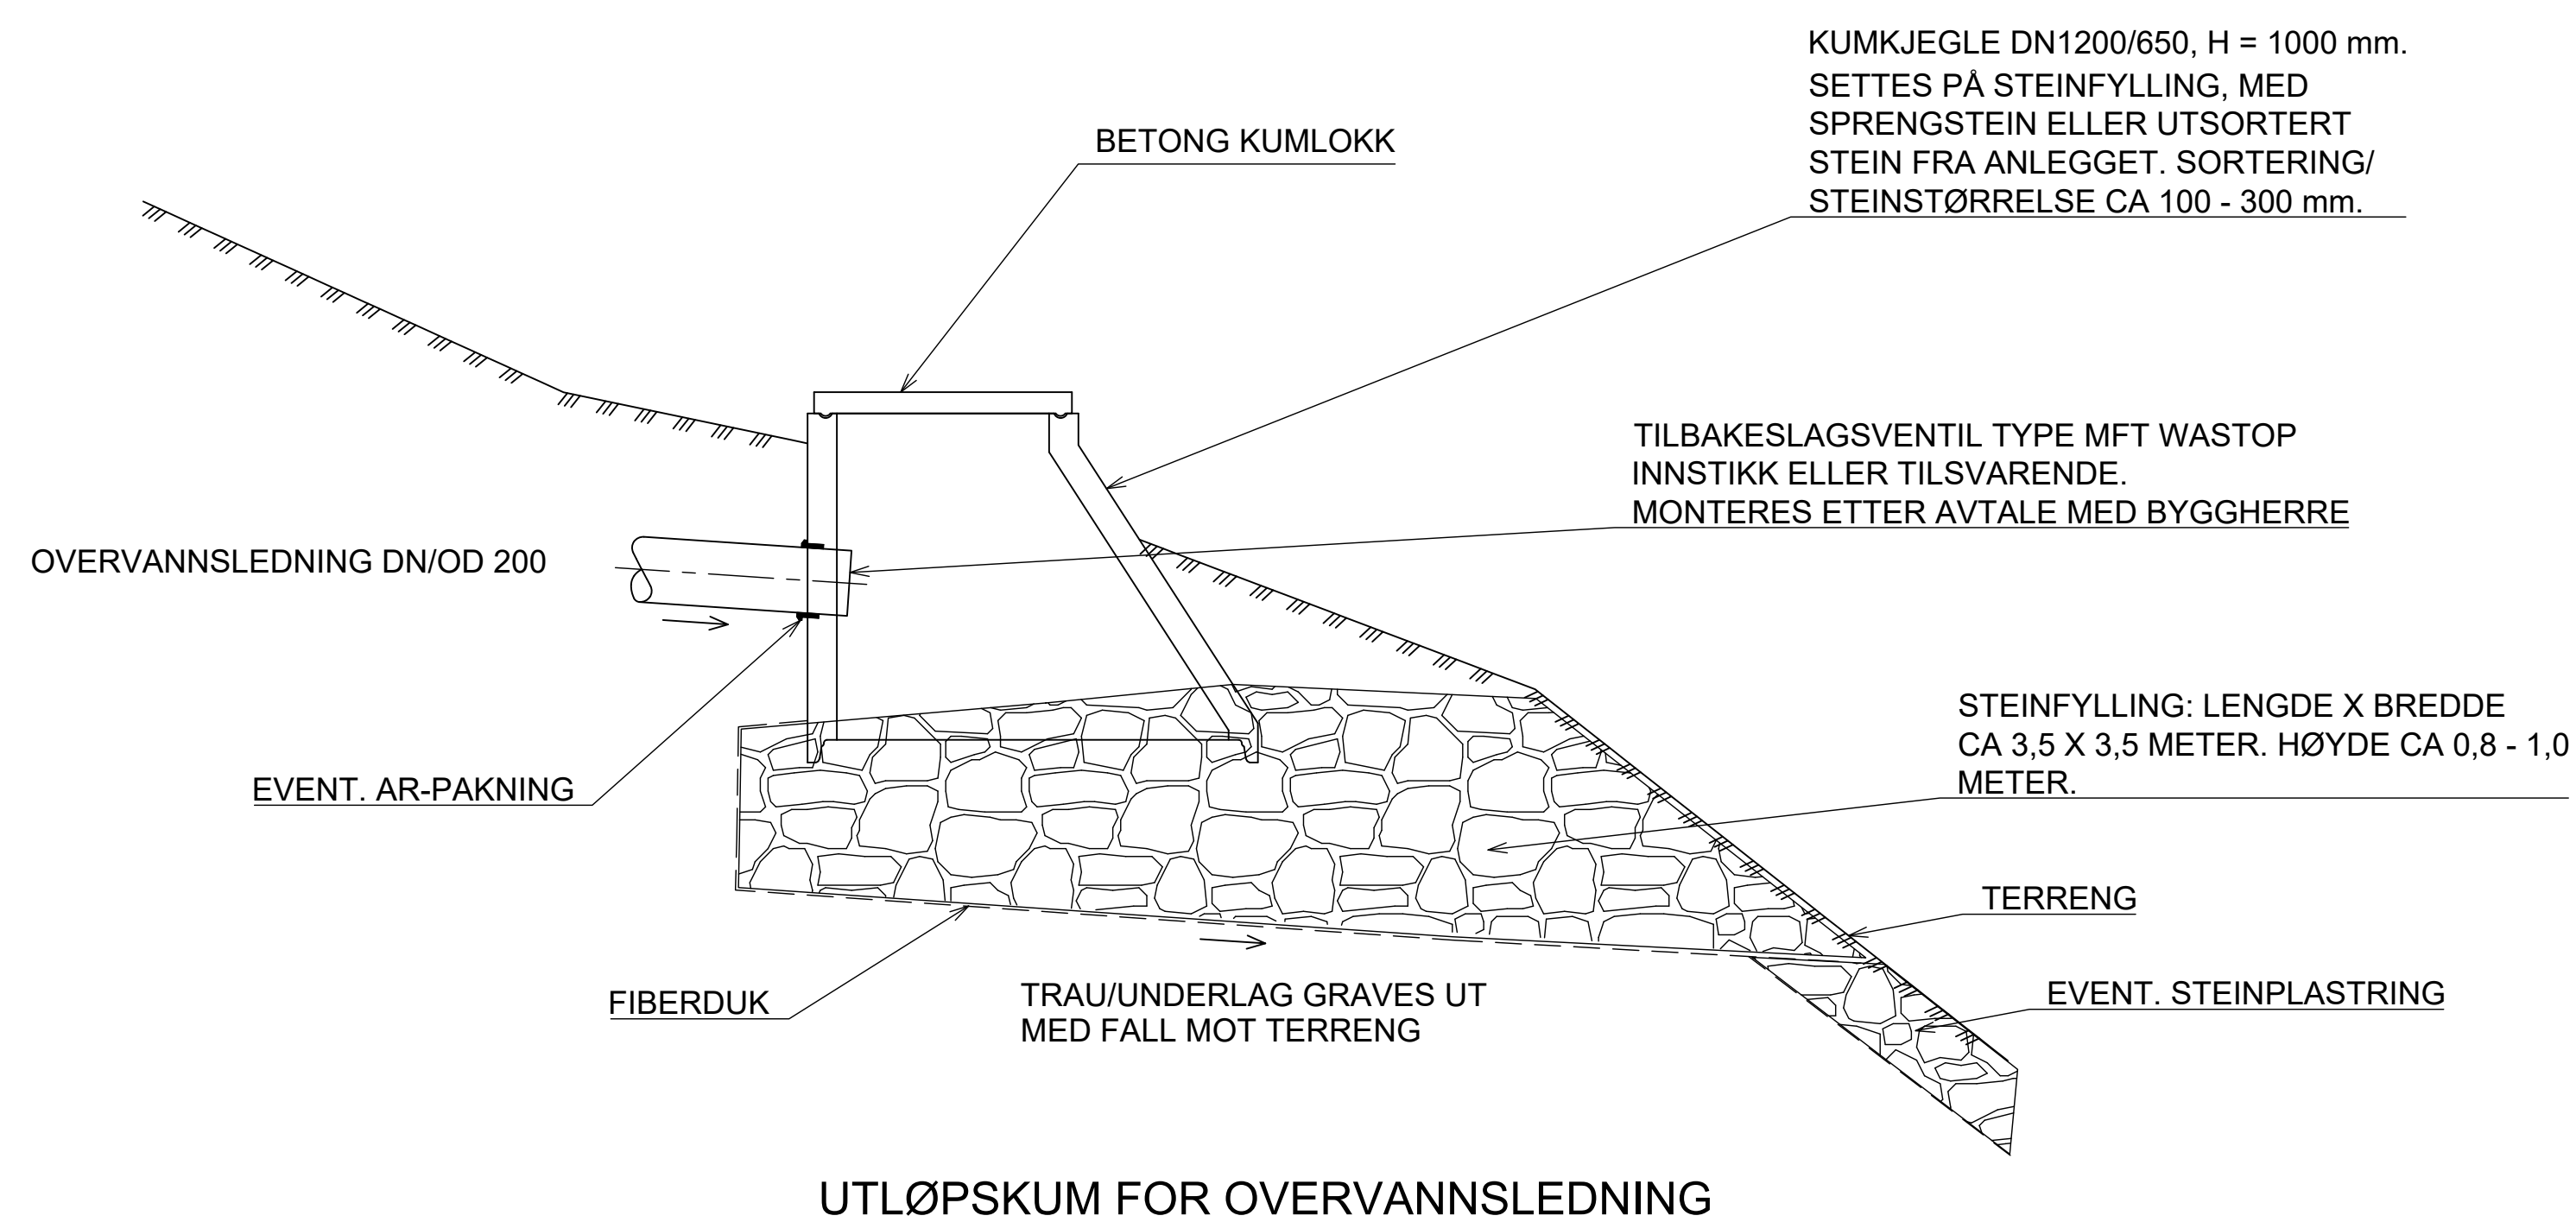 KUMKJEGLE DN1200/650, H = 1000 mm.
SETTES PÅ STEINFYLLING, MED
SPRENGSTEIN ELLER UTSORTERT
STEIN FRA ANLEGGET. SORTERING/
STEINSTØRRELSE CA 100 - 300 mm.
BETONG KUMLOKK
TILBAKESLAGSVENTIL TYPE MFT WASTOP
INNSTIKK ELLER TILSVARENDE.
MONTERES ETTER AVTALE MED BYGGHERRE
OVERVANNSLEDNING DN/OD 200
STEINFYLLING: LENGDE X BREDDE
CA 3,5 X 3,5 METER. HØYDE CA 0,8 - 1,0
METER.
EVENT. AR-PAKNING
TERRENG
FIBERDUK
TRAU/UNDERLAG GRAVES UT
MED FALL MOT TERRENG
EVENT. STEINPLASTRING
UTLØPSKUM FOR OVERVANNSLEDNING